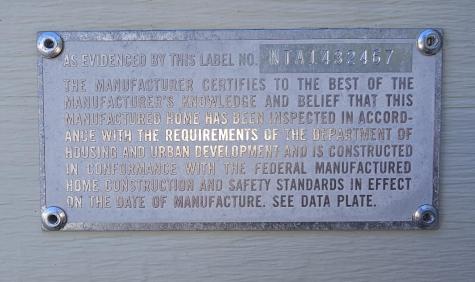 AS EVIDENCED BY THIS LABEL NO. NTA1432467
THE MANUFACTURER CERTIFIES TO THE BEST OF THE
MANUFACTURER'S KNOWLEDGE AND BELIEF THAT THIS
MANUFACTURED HOME HAS BEEN INSPECTED IN ACCORD-
ANCE WITH THE REQUIREMENTS OF THE DEPARTMENT OF
HOUSING AND URBAN DEVELOPMENT AND IS CONSTRUCTED
IN CONFORMANCE WITH THE FEDERAL MANUFACTURED
HOME CONSTRUCTION AND SAFETY STANDARDS IN EFFECT
ON THE DATE OF MANUFACTURE. SEE DATA PLATE.